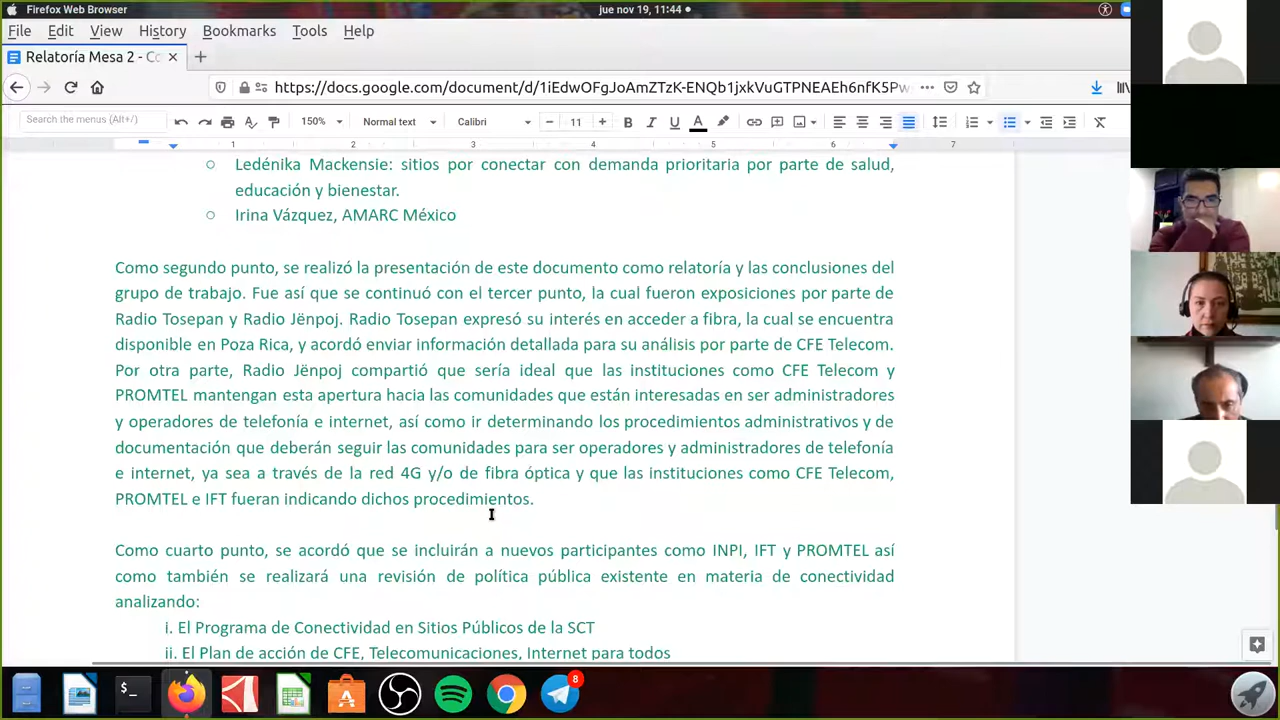 Firefox Web Browser
jue nov 19, 11:44
File Edit View History Bookmarks Tools Help
Relatoría Mesa 2 - Co
https://docs.google.com/document/d/1iEdwOFgJoAmZTzK-ENQb1jxkVuGTPNEAEh6nfK5Pw
Search the menus (Alt+/)
150% Normal text Calibri 11
1 2 3 4 5 6 7
Ledénika Mackensie: sitios por conectar con demanda prioritaria por parte de salud,
educación y bienestar.
Irina Vázquez, AMARC México
Como segundo punto, se realizó la presentación de este documento como relatoría y las conclusiones del
grupo de trabajo. Fue así que se continuó con el tercer punto, la cual fueron exposiciones por parte de
Radio Tosepan y Radio Jënpoj. Radio Tosepan expresó su interés en acceder a fibra, la cual se encuentra
disponible en Poza Rica, y acordó enviar información detallada para su análisis por parte de CFE Telecom.
Por otra parte, Radio Jënpoj compartió que sería ideal que las instituciones como CFE Telecom y
PROMTEL mantengan esta apertura hacia las comunidades que están interesadas en ser administradores
y operadores de telefonía e internet, así como ir determinando los procedimientos administrativos y de
documentación que deberán seguir las comunidades para ser operadores y administradores de telefonía
e internet, ya sea a través de la red 4G y/o de fibra óptica y que las instituciones como CFE Telecom,
PROMTEL e IFT fueran indicando dichos procedimientos.
Como cuarto punto, se acordó que se incluirán a nuevos participantes como INPI, IFT y PROMTEL así
como también se realizará una revisión de política pública existente en materia de conectividad
analizando:
i. El Programa de Conectividad en Sitios Públicos de la SCT
ii. El Plan de acción de CFE, Telecomunicaciones, Internet para todos
8